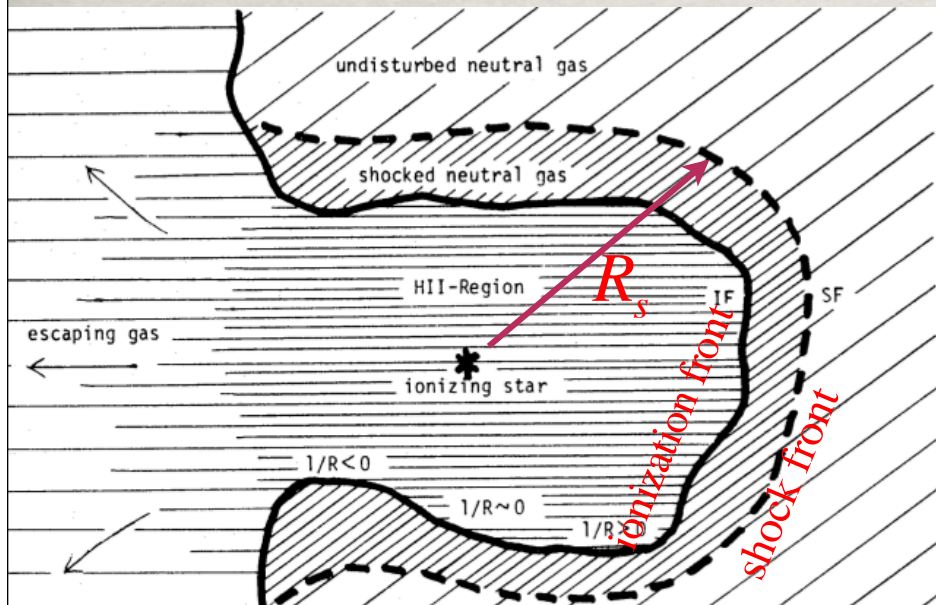 undisturbed neutral gas
shocked neutral gas
HII-Region
R_s
IF
SF
escaping gas
ionizing star
ionization front
shock front
1/R<0
1/R~0
1/R>0